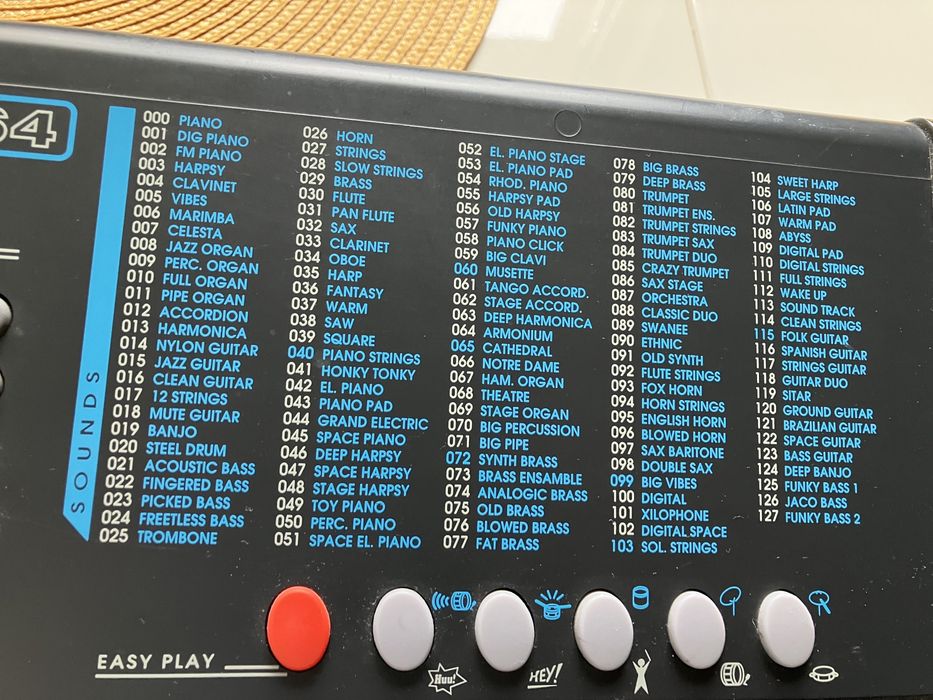 64
SOUNDS
000 PIANO
001 DIG PIANO
002 FM PIANO
003 HARPSY
004 CLAVINET
005 VIBES
006 MARIMBA
007 CELESTA
008 JAZZ ORGAN
009 PERC. ORGAN
010 FULL ORGAN
011 PIPE ORGAN
012 ACCORDION
013 HARMONICA
014 NYLON GUITAR
015 JAZZ GUITAR
016 CLEAN GUITAR
017 12 STRINGS
018 MUTE GUITAR
019 BANJO
020 STEEL DRUM
021 ACOUSTIC BASS
022 FINGERED BASS
023 PICKED BASS
024 FREETLESS BASS
025 TROMBONE
026 HORN
027 STRINGS
028 SLOW STRINGS
029 BRASS
030 FLUTE
031 PAN FLUTE
032 SAX
033 CLARINET
034 OBOE
035 HARP
036 FANTASY
037 WARM
038 SAW
039 SQUARE
040 PIANO STRINGS
041 HONKY TONKY
042 EL. PIANO
043 PIANO PAD
044 GRAND ELECTRIC
045 SPACE PIANO
046 DEEP HARPSY
047 SPACE HARPSY
048 STAGE HARPSY
049 TOY PIANO
050 PERC. PIANO
051 SPACE EL. PIANO
052 EL. PIANO STAGE
053 EL. PIANO PAD
054 RHOD. PIANO
055 HARPSY PAD
056 OLD HARPSY
057 FUNKY PIANO
058 PIANO CLICK
059 BIG CLAVI
060 MUSETTE
061 TANGO ACCORD.
062 STAGE ACCORD.
063 DEEP HARMONICA
064 ARMONIUM
065 CATHEDRAL
066 NOTRE DAME
067 HAM. ORGAN
068 THEATRE
069 STAGE ORGAN
070 BIG PERCUSSION
071 BIG PIPE
072 SYNTH BRASS
073 BRASS ENSEMBLE
074 ANALOGIC BRASS
075 OLD BRASS
076 BLOWED BRASS
077 FAT BRASS
078 BIG BRASS
079 DEEP BRASS
080 TRUMPET
081 TRUMPET ENS.
082 TRUMPET STRINGS
083 TRUMPET SAX
084 TRUMPET DUO
085 CRAZY TRUMPET
086 SAX STAGE
087 ORCHESTRA
088 CLASSIC DUO
089 SWANEE
090 ETHNIC
091 OLD SYNTH
092 FLUTE STRINGS
093 FOX HORN
094 HORN STRINGS
095 ENGLISH HORN
096 BLOWED HORN
097 SAX BARITONE
098 DOUBLE SAX
099 BIG VIBES
100 DIGITAL
101 XILOPHONE
102 DIGITAL SPACE
103 SOL. STRINGS
104 SWEET HARP
105 LARGE STRINGS
106 LATIN PAD
107 WARM PAD
108 ABYSS
109 DIGITAL PAD
110 DIGITAL STRINGS
111 FULL STRINGS
112 WAKE UP
113 SOUND TRACK
114 CLEAN STRINGS
115 FOLK GUITAR
116 SPANISH GUITAR
117 STRINGS GUITAR
118 GUITAR DUO
119 SITAR
120 GROUND GUITAR
121 BRAZILIAN GUITAR
122 SPACE GUITAR
123 BASS GUITAR
124 DEEP BANJO
125 FUNKY BASS 1
126 JACO BASS
127 FUNKY BASS 2
EASY PLAY
Huu!
HEY!